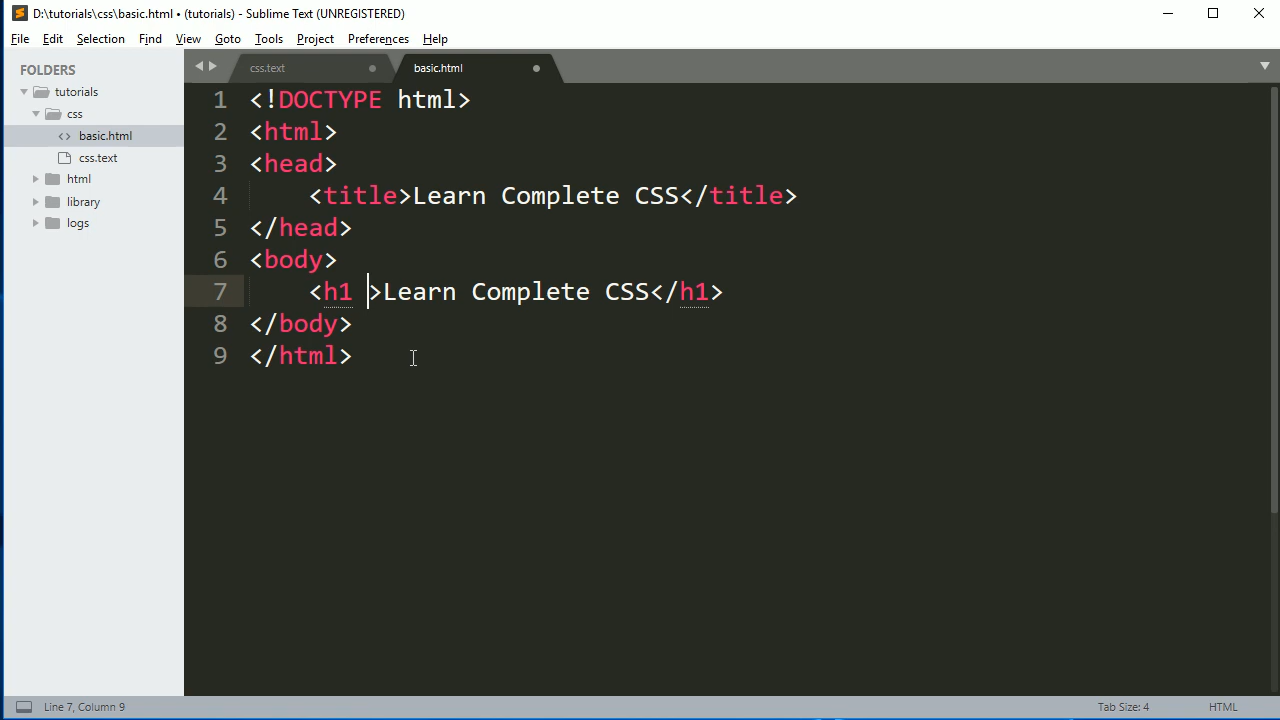 D:\tutorials\css\basic.html • (tutorials) - Sublime Text (UNREGISTERED)
File Edit Selection Find View Goto Tools Project Preferences Help
FOLDERS
tutorials
css
basic.html
css.text
html
library
logs
css.text basic.html
1 <!DOCTYPE html>
2 <html>
3 <head>
4     <title>Learn Complete CSS</title>
5 </head>
6 <body>
7     <h1 >Learn Complete CSS</h1>
8 </body>
9 </html>
Line 7, Column 9 Tab Size: 4 HTML